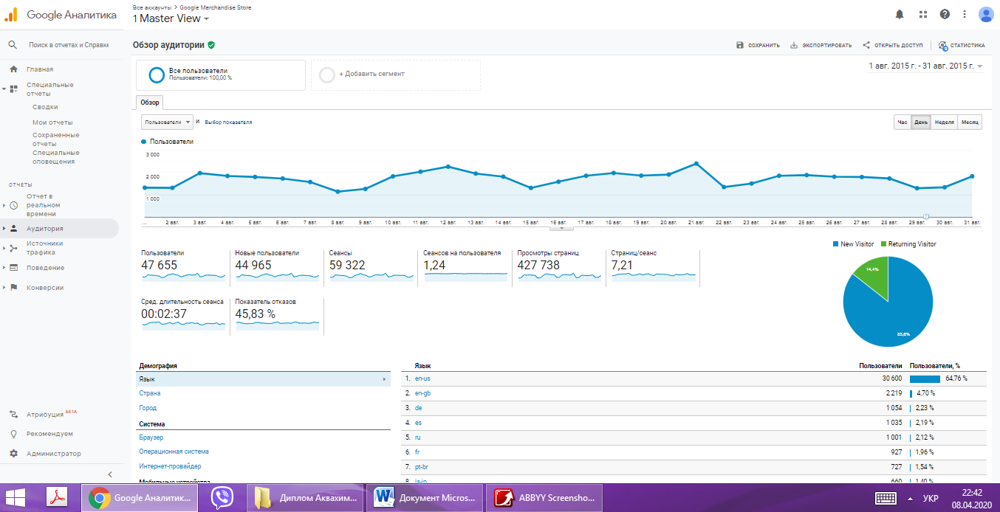 Google Аналитика
Все аккаунты > Google Merchandise Store
1 Master View
Поиск в отчетах и Справке
Главная
Специальные
отчеты
Сводки
Мои отчеты
Сохраненные
отчеты
Специальные
оповещения
ОТЧЕТЫ
Отчет в
реальном
времени
Аудитория
Источники
трафика
Поведение
Конверсии
Атрибуция БЕТА
Рекомендуем
Администратор
Обзор аудитории
СОХРАНИТЬ
ЭКСПОРТИРОВАТЬ
ОТКРЫТЬ ДОСТУП
СТАТИСТИКА
Все пользователи
Пользователи: 100,00 %
+ Добавить сегмент
1 авг. 2015 г. - 31 авг. 2015 г.
Обзор
Пользователи
и
Выбор показателя
Час День Неделя Месяц
Пользователи
3 000
2 000
1 000
... 2 авг. 3 авг. 4 авг. 5 авг. 6 авг. 7 авг. 8 авг. 9 авг. 10 авг. 11 авг. 12 авг. 13 авг. 14 авг. 15 авг. 16 авг. 17 авг. 18 авг. 19 авг. 20 авг. 21 авг. 22 авг. 23 авг. 24 авг. 25 авг. 26 авг. 27 авг. 28 авг. 29 авг. 30 авг. 31 авг.
Пользователи
47 655
Новые пользователи
44 965
Сеансы
59 322
Сеансов на пользователя
1,24
Просмотры страниц
427 738
Страниц/сеанс
7,21
Сред. длительность сеанса
00:02:37
Показатель отказов
45,83 %
New Visitor Returning Visitor
14,4%
85,6%
Демография
Язык
Страна
Город
Система
Браузер
Операционная система
Интернет-провайдер
Мобильные устройства
Язык Пользователи Пользователи, %
1. en-us 30 600 64,76 %
2. en-gb 2 219 4,70 %
3. de 1 054 2,23 %
4. es 1 035 2,19 %
5. ru 1 001 2,12 %
6. fr 927 1,96 %
7. pt-br 727 1,54 %
8. ja-jp 660 1,40 %
Google Аналитик...
Диплом Аквахим...
Документ Micros...
ABBYY Screensho...
УКР
22:42
08.04.2020